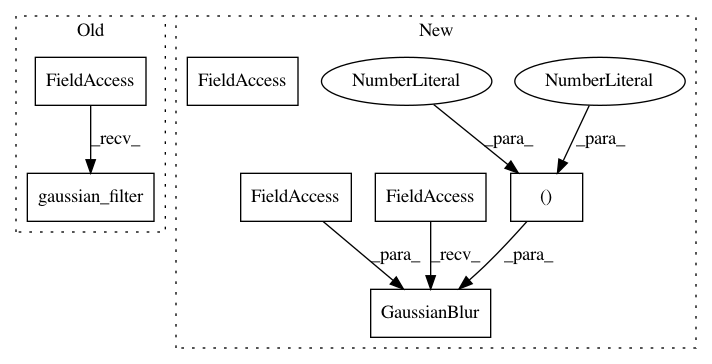 Old
New
FieldAccess
FieldAccess
NumberLiteral
NumberLiteral
_recv_
_para_
_para_
gaussian_filter
FieldAccess
FieldAccess
()
_para_
_recv_
_para_
GaussianBlur